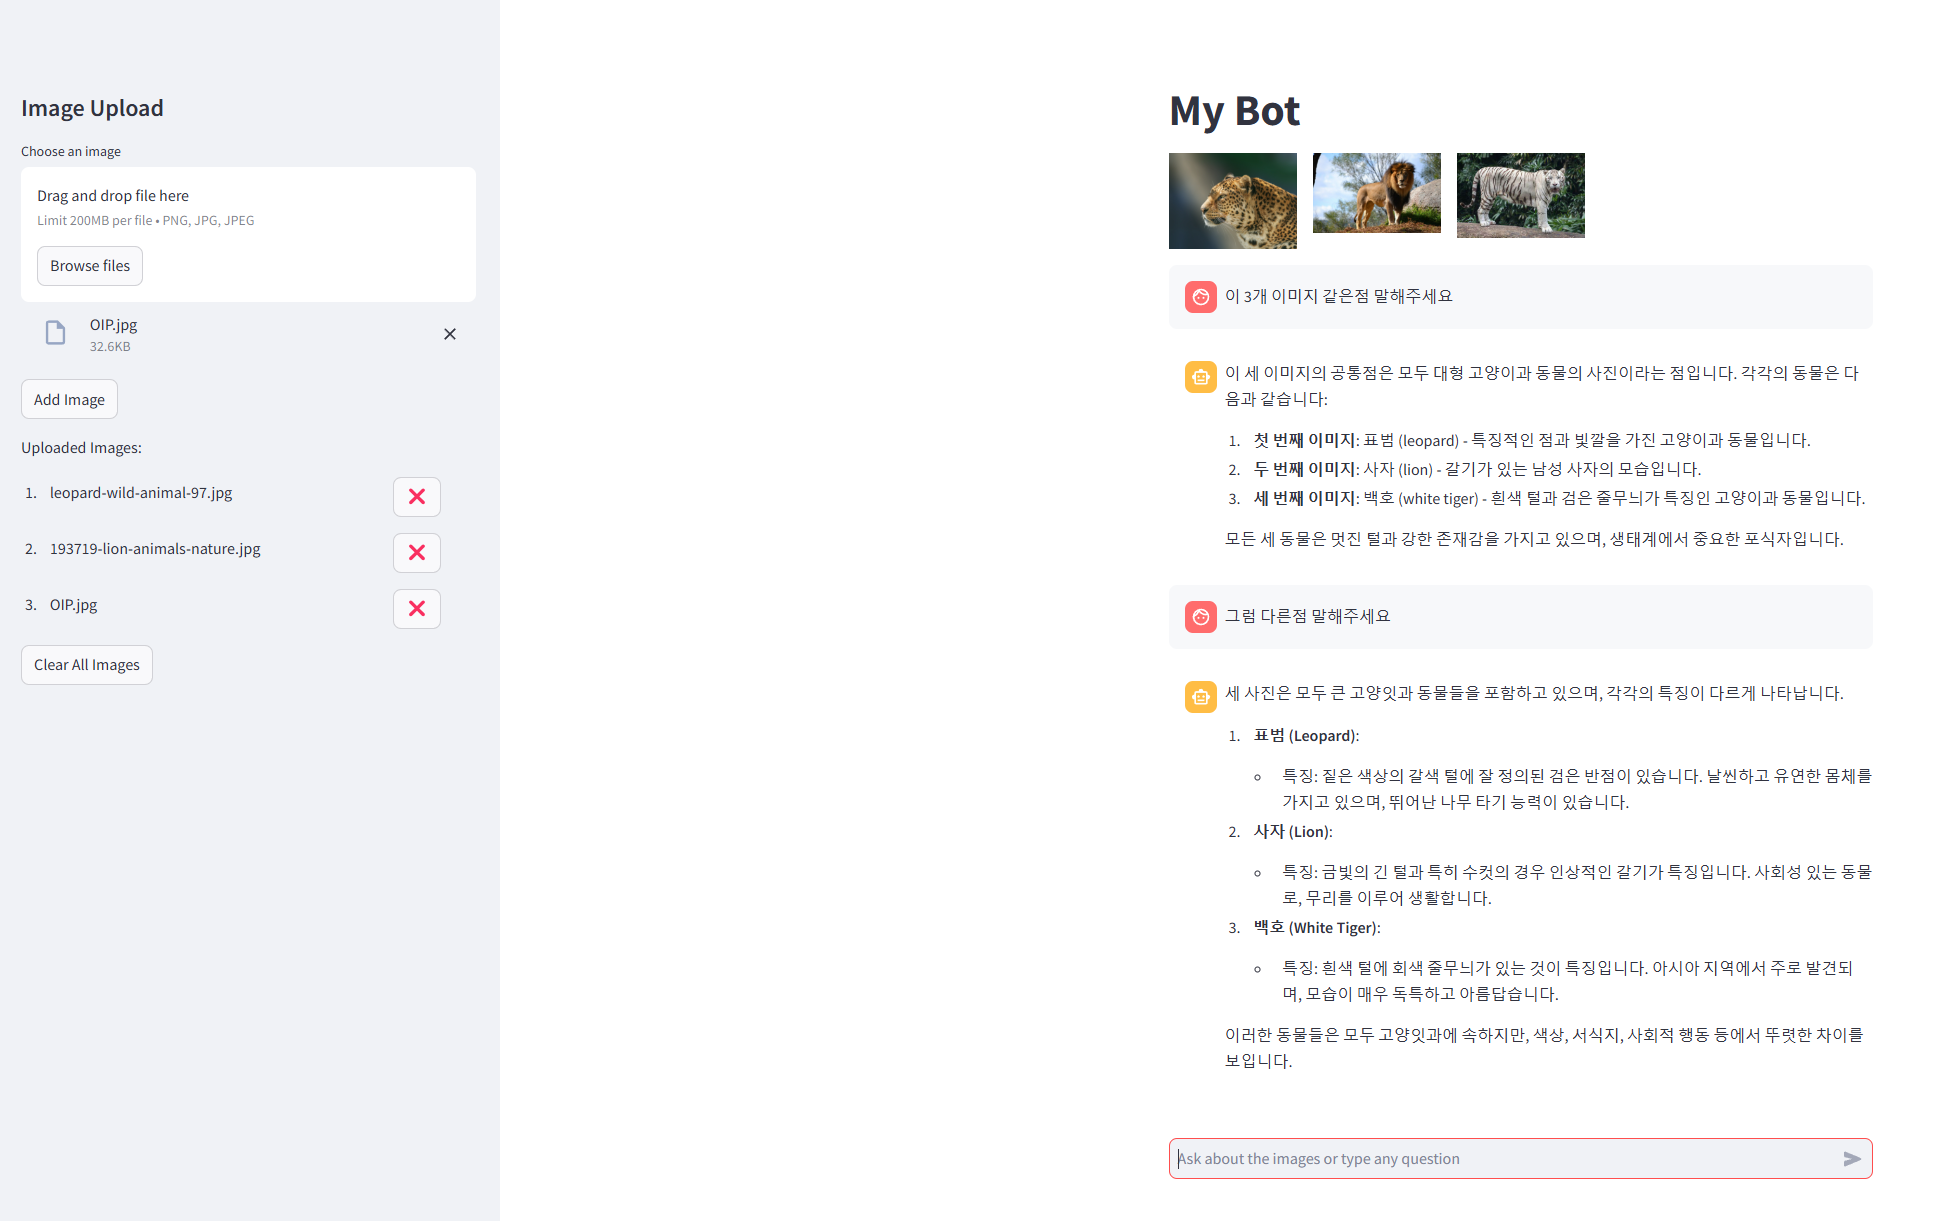 Image Upload
Choose an image
Drag and drop file here
Limit 200MB per file • PNG, JPG, JPEG
Browse files
OIP.jpg
32.6KB
Add Image
Uploaded Images:
1. leopard-wild-animal-97.jpg
2. 193719-lion-animals-nature.jpg
3. OIP.jpg
Clear All Images
My Bot
이 3개 이미지 같은점 말해주세요
이 세 이미지의 공통점은 모두 대형 고양이과 동물의 사진이라는 점입니다. 각각의 동물은 다
음과 같습니다:
1. 첫 번째 이미지: 표범 (leopard) - 특징적인 점과 빛깔을 가진 고양이과 동물입니다.
2. 두 번째 이미지: 사자 (lion) - 갈기가 있는 남성 사자의 모습입니다.
3. 세 번째 이미지: 백호 (white tiger) - 흰색 털과 검은 줄무늬가 특징인 고양이과 동물입니다.
모든 세 동물은 멋진 털과 강한 존재감을 가지고 있으며, 생태계에서 중요한 포식자입니다.
그럼 다른점 말해주세요
세 사진은 모두 큰 고양잇과 동물들을 포함하고 있으며, 각각의 특징이 다르게 나타납니다.
1. 표범 (Leopard):
◦ 특징: 짙은 색상의 갈색 털에 잘 정의된 검은 반점이 있습니다. 날씬하고 유연한 몸체를
가지고 있으며, 뛰어난 나무 타기 능력이 있습니다.
2. 사자 (Lion):
◦ 특징: 금빛의 긴 털과 특히 수컷의 경우 인상적인 갈기가 특징입니다. 사회성 있는 동물
로, 무리를 이루어 생활합니다.
3. 백호 (White Tiger):
◦ 특징: 흰색 털에 회색 줄무늬가 있는 것이 특징입니다. 아시아 지역에서 주로 발견되
며, 모습이 매우 독특하고 아름답습니다.
이러한 동물들은 모두 고양잇과에 속하지만, 색상, 서식지, 사회적 행동 등에서 뚜렷한 차이를
보입니다.
Ask about the images or type any question